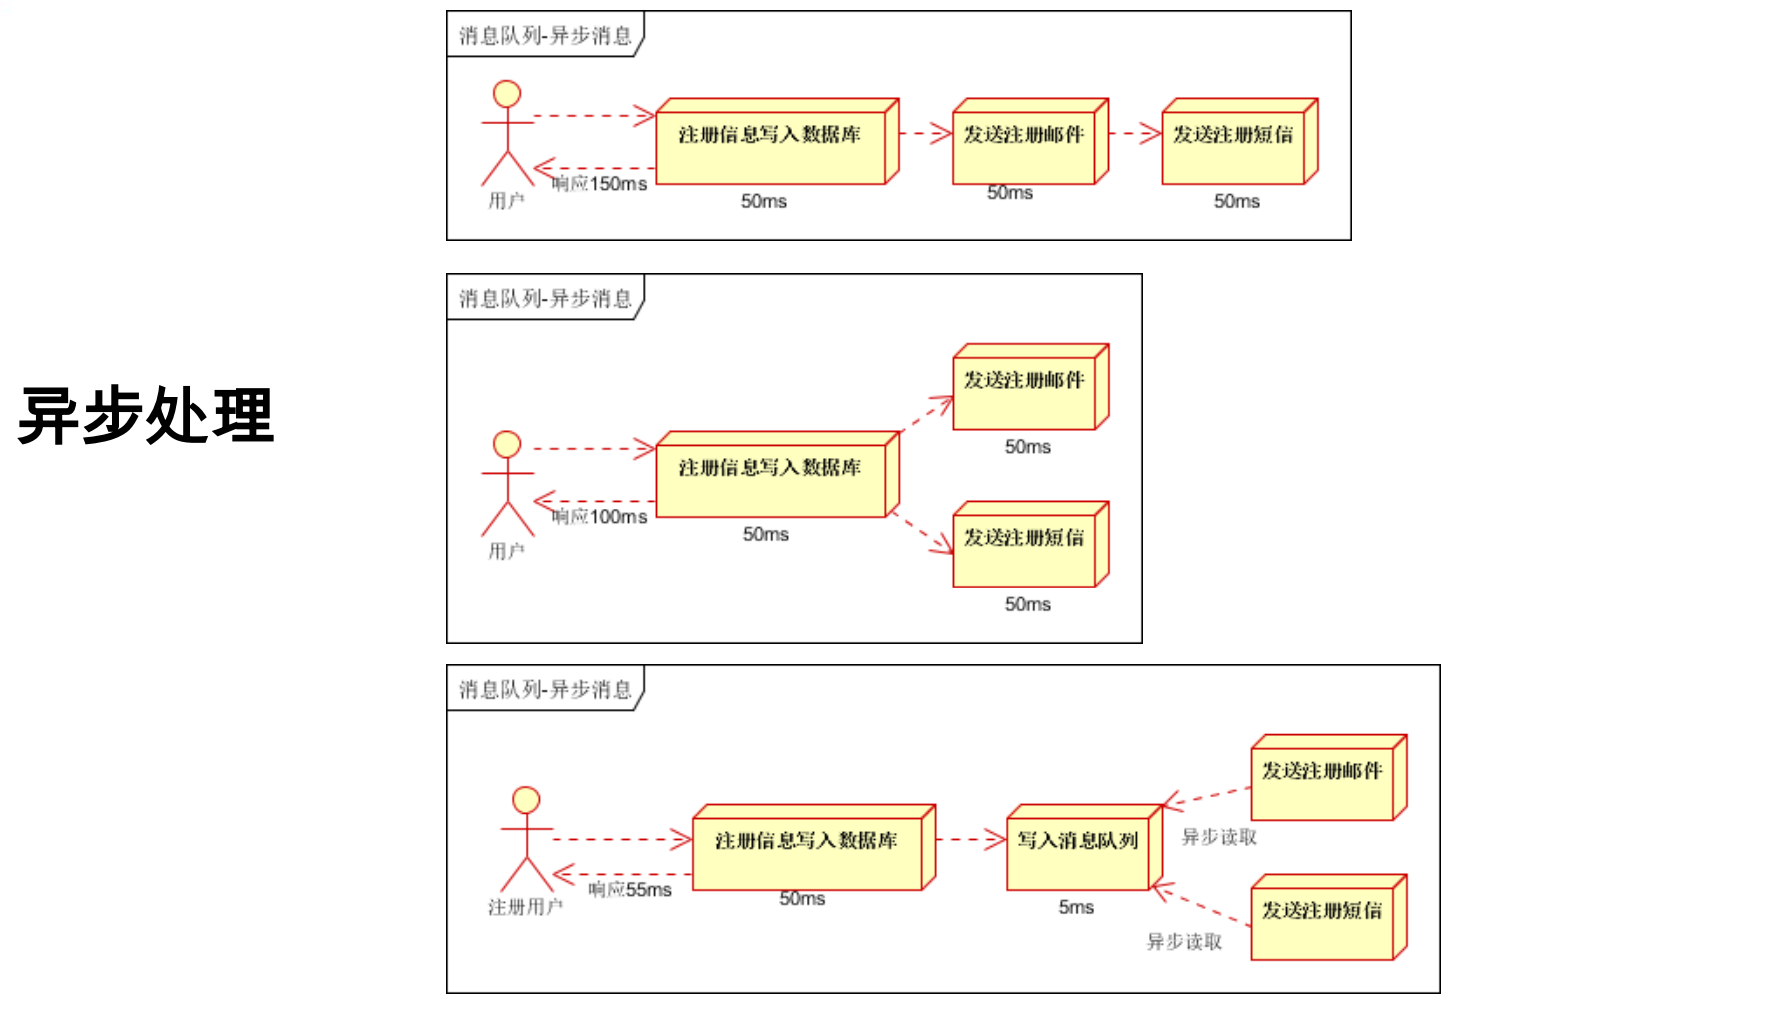 异步处理
消息队列-异步消息
用户
响应150ms
注册信息写入数据库
50ms
发送注册邮件
50ms
发送注册短信
50ms
消息队列-异步消息
用户
响应100ms
注册信息写入数据库
50ms
发送注册邮件
50ms
发送注册短信
50ms
消息队列-异步消息
注册用户
响应55ms
注册信息写入数据库
50ms
写入消息队列
5ms
发送注册邮件
异步读取
发送注册短信
异步读取